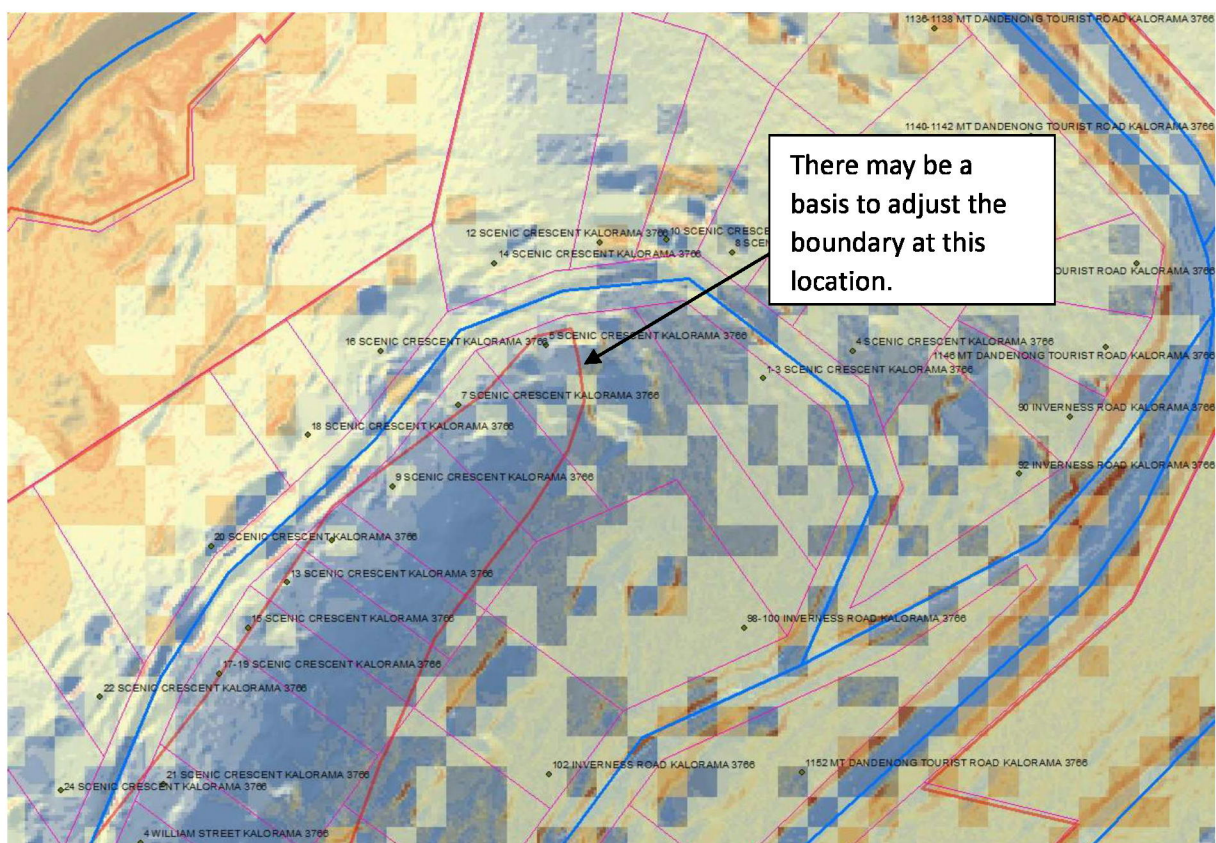 1136-1138 MT DANDENONG TOURIST ROAD KALORAMA 3766
1140-1142 MT DANDENONG TOURIST ROAD KALORAMA 3766
There may be a
basis to adjust the
boundary at this
location.
12 SCENIC CRESCENT KALORAMA 3766
10 SCENIC CRESCE
8 SCEN
14 SCENIC CRESCENT KALORAMA 3766
OURIST ROAD KALORAMA 3766
16 SCENIC CRESCENT KALORAMA 3766
5 SCENIC CRESCENT KALORAMA 3766
4 SCENIC CRESCENT KALORAMA 3766
1146 MT DANDENONG TOURIST ROAD KALORAMA 3766
1-3 SCENIC CRESCENT KALORAMA 3766
7 SCENIC CRESCENT KALORAMA 3766
90 INVERNESS ROAD KALORAMA 3766
18 SCENIC CRESCENT KALORAMA 3766
92 INVERNESS ROAD KALORAMA 3766
9 SCENIC CRESCENT KALORAMA 3766
20 SCENIC CRESCENT KALORAMA 3766
13 SCENIC CRESCENT KALORAMA 3766
15 SCENIC CRESCENT KALORAMA 3766
98-100 INVERNESS ROAD KALORAMA 3766
17-19 SCENIC CRESCENT KALORAMA 3766
22 SCENIC CRESCENT KALORAMA 3766
102 INVERNESS ROAD KALORAMA 3766
1152 MT DANDENONG TOURIST ROAD KALORAMA 3766
21 SCENIC CRESCENT KALORAMA 3766
24 SCENIC CRESCENT KALORAMA 3766
4 WILLIAM STREET KALORAMA 3766